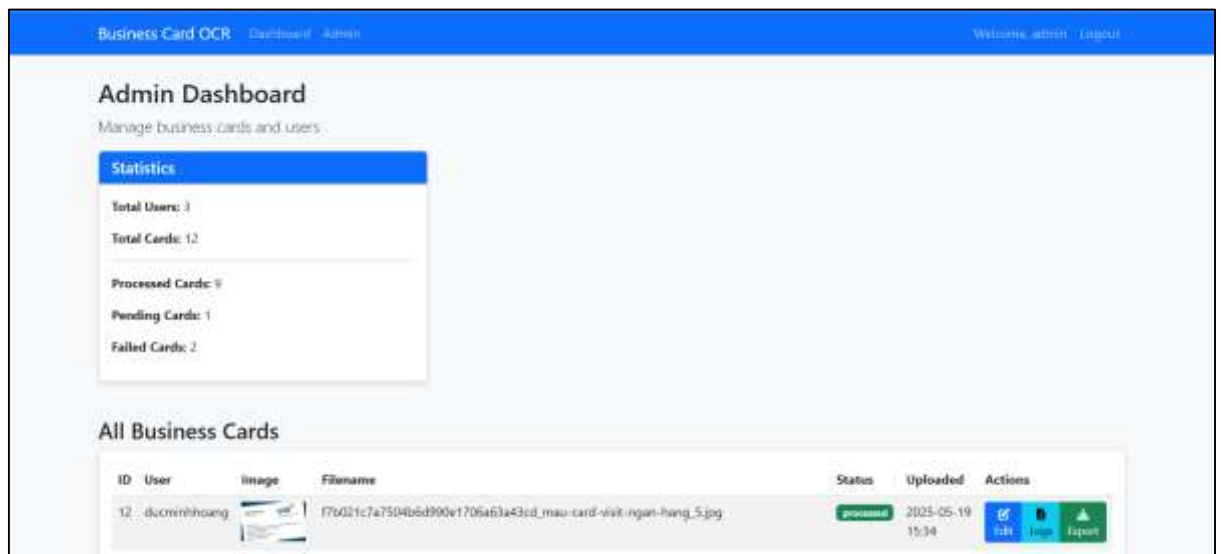 Business Card OCR Dashboard Admin Welcome, admin Logout
Admin Dashboard
Manage business cards and users
Statistics
Total Users: 3
Total Cards: 12
Processed Cards: 9
Pending Cards: 1
Failed Cards: 2
All Business Cards
ID User Image Filename Status Uploaded Actions
12 ducminhhoang f7b021c7a7504b6d990e1706a63a43cd_mau-card-visit-ngan-hang_5.jpg processed 2025-05-19
15:34
Edit Logs Export